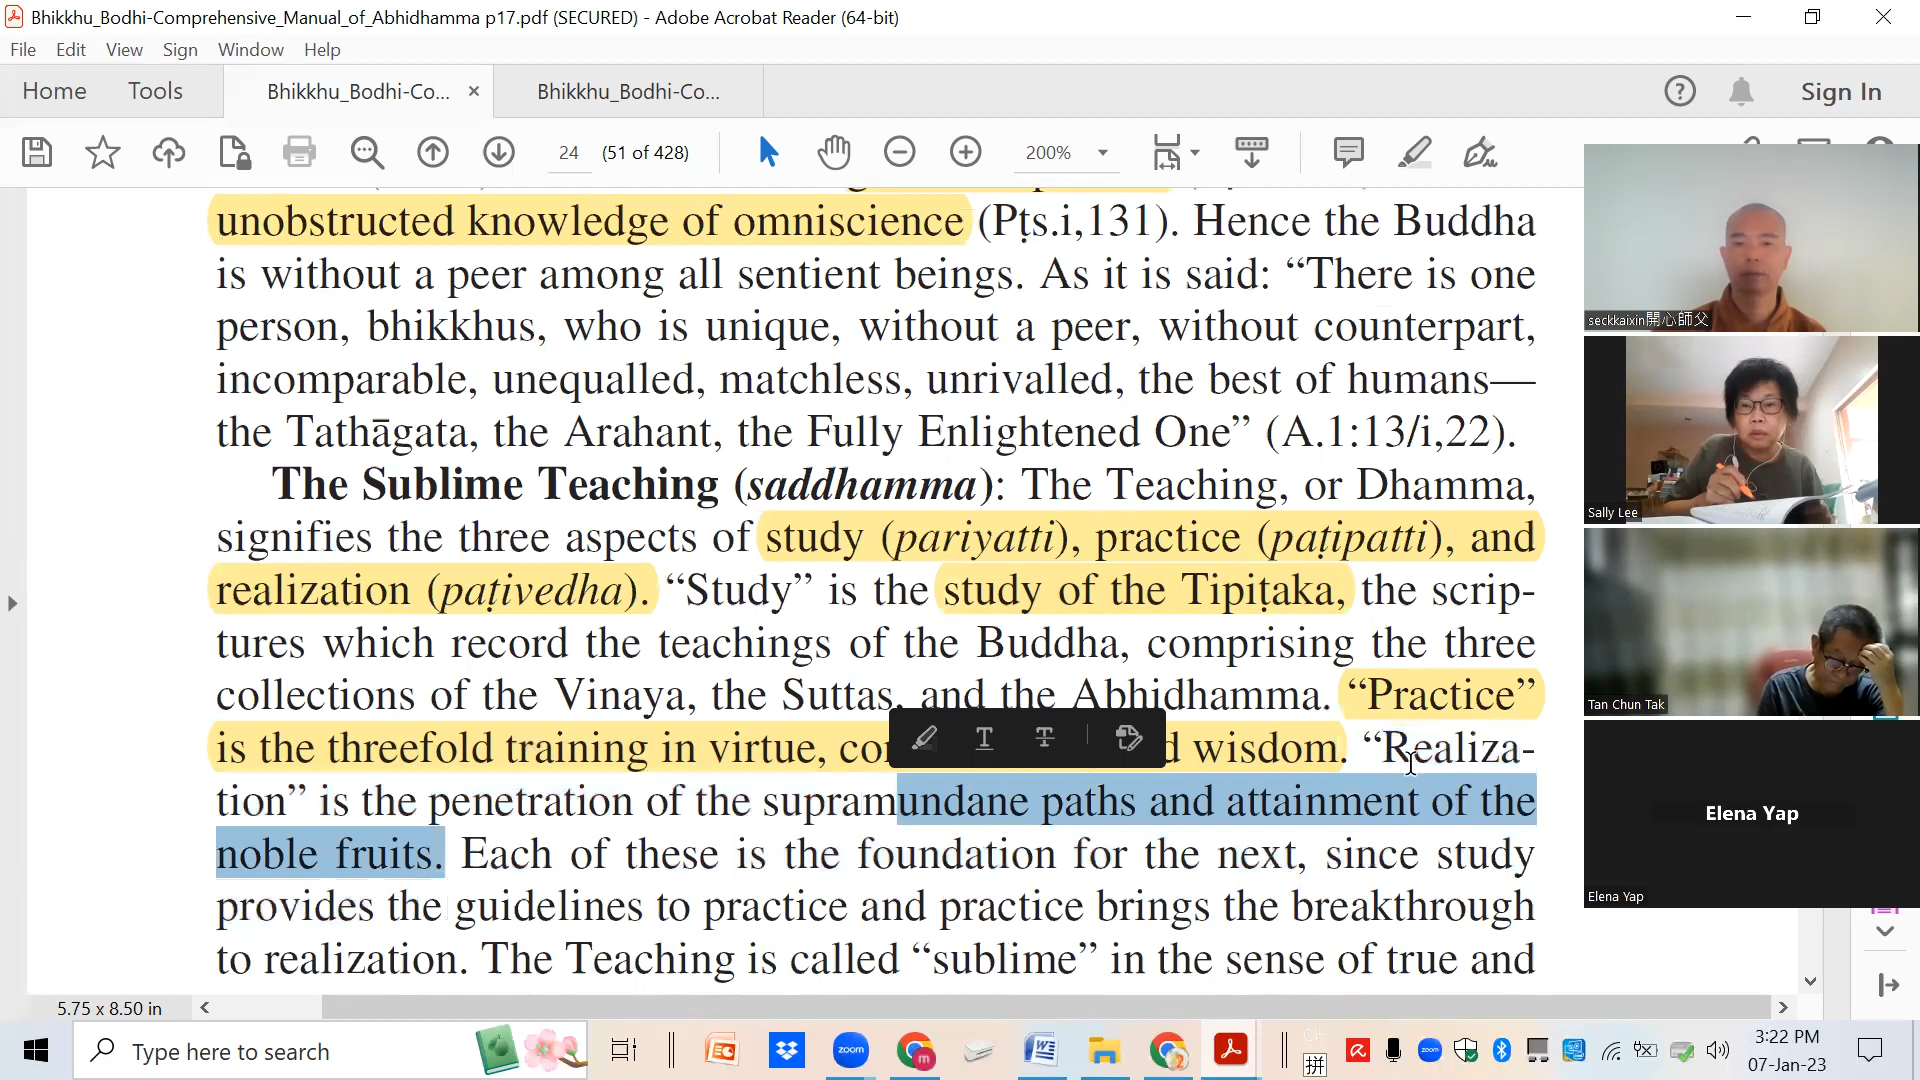 Bhikkhu_Bodhi-Comprehensive_Manual_of_Abhidhamma p17.pdf (SECURED) - Adobe Acrobat Reader (64-bit)
File Edit View Sign Window Help
Home Tools Bhikkhu_Bodhi-Co... × Bhikkhu_Bodhi-Co... Sign In
24 (51 of 428) 200%
unobstructed knowledge of omniscience (Pṭs.i,131). Hence the Buddha
is without a peer among all sentient beings. As it is said: “There is one
person, bhikkhus, who is unique, without a peer, without counterpart,
incomparable, unequalled, matchless, unrivalled, the best of humans—
the Tathāgata, the Arahant, the Fully Enlightened One” (A.1:13/i,22).
The Sublime Teaching (saddhamma): The Teaching, or Dhamma,
signifies the three aspects of study (pariyatti), practice (paṭipatti), and
realization (paṭivedha). “Study” is the study of the Tipiṭaka, the scrip-
tures which record the teachings of the Buddha, comprising the three
collections of the Vinaya, the Suttas, and the Abhidhamma. “Practice”
is the threefold training in virtue, wisdom. “Realiza-
tion” is the penetration of the supramundane paths and attainment of the
noble fruits. Each of these is the foundation for the next, since study
provides the guidelines to practice and practice brings the breakthrough
to realization. The Teaching is called “sublime” in the sense of true and
seckkaixin開心師父
Sally Lee
Tan Chun Tak
Elena Yap
Elena Yap
5.75 x 8.50 in
Type here to search
zoom
拼
3:22 PM
07-Jan-23